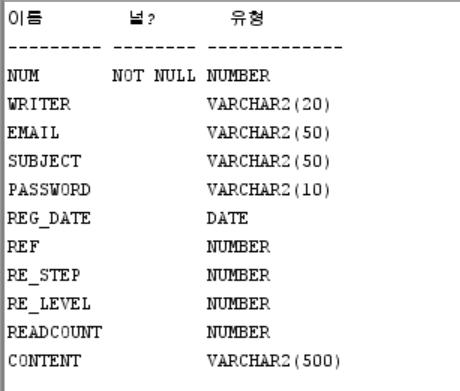 이름 널? 유형
--------- -------- -------------
NUM NOT NULL NUMBER
WRITER VARCHAR2(20)
EMAIL VARCHAR2(50)
SUBJECT VARCHAR2(50)
PASSWORD VARCHAR2(10)
REG_DATE DATE
REF NUMBER
RE_STEP NUMBER
RE_LEVEL NUMBER
READCOUNT NUMBER
CONTENT VARCHAR2(500)